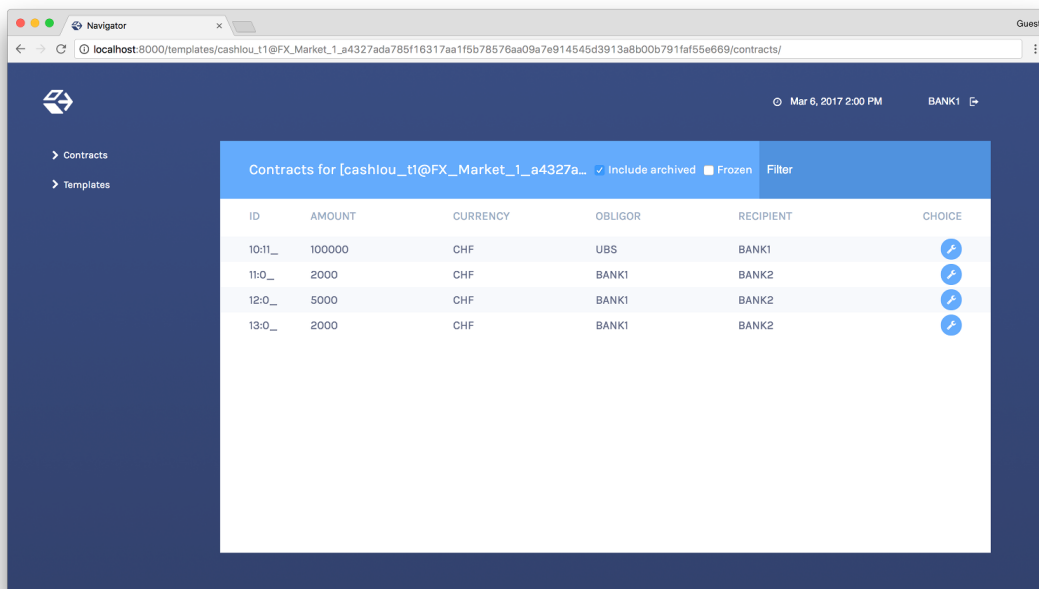 Navigator
Guest
localhost:8000/templates/cashIou_t1@FX_Market_1_a4327ada785f16317aa1f5b78576aa09a7e914545d3913a8b00b791faf55e669/contracts/
Mar 6, 2017 2:00 PM BANK1
Contracts
Templates
Contracts for [cashIou_t1@FX_Market_1_a4327a... Include archived Frozen Filter
ID AMOUNT CURRENCY OBLIGOR RECIPIENT CHOICE
10:11_ 100000 CHF UBS BANK1
11:0_ 2000 CHF BANK1 BANK2
12:0_ 5000 CHF BANK1 BANK2
13:0_ 2000 CHF BANK1 BANK2